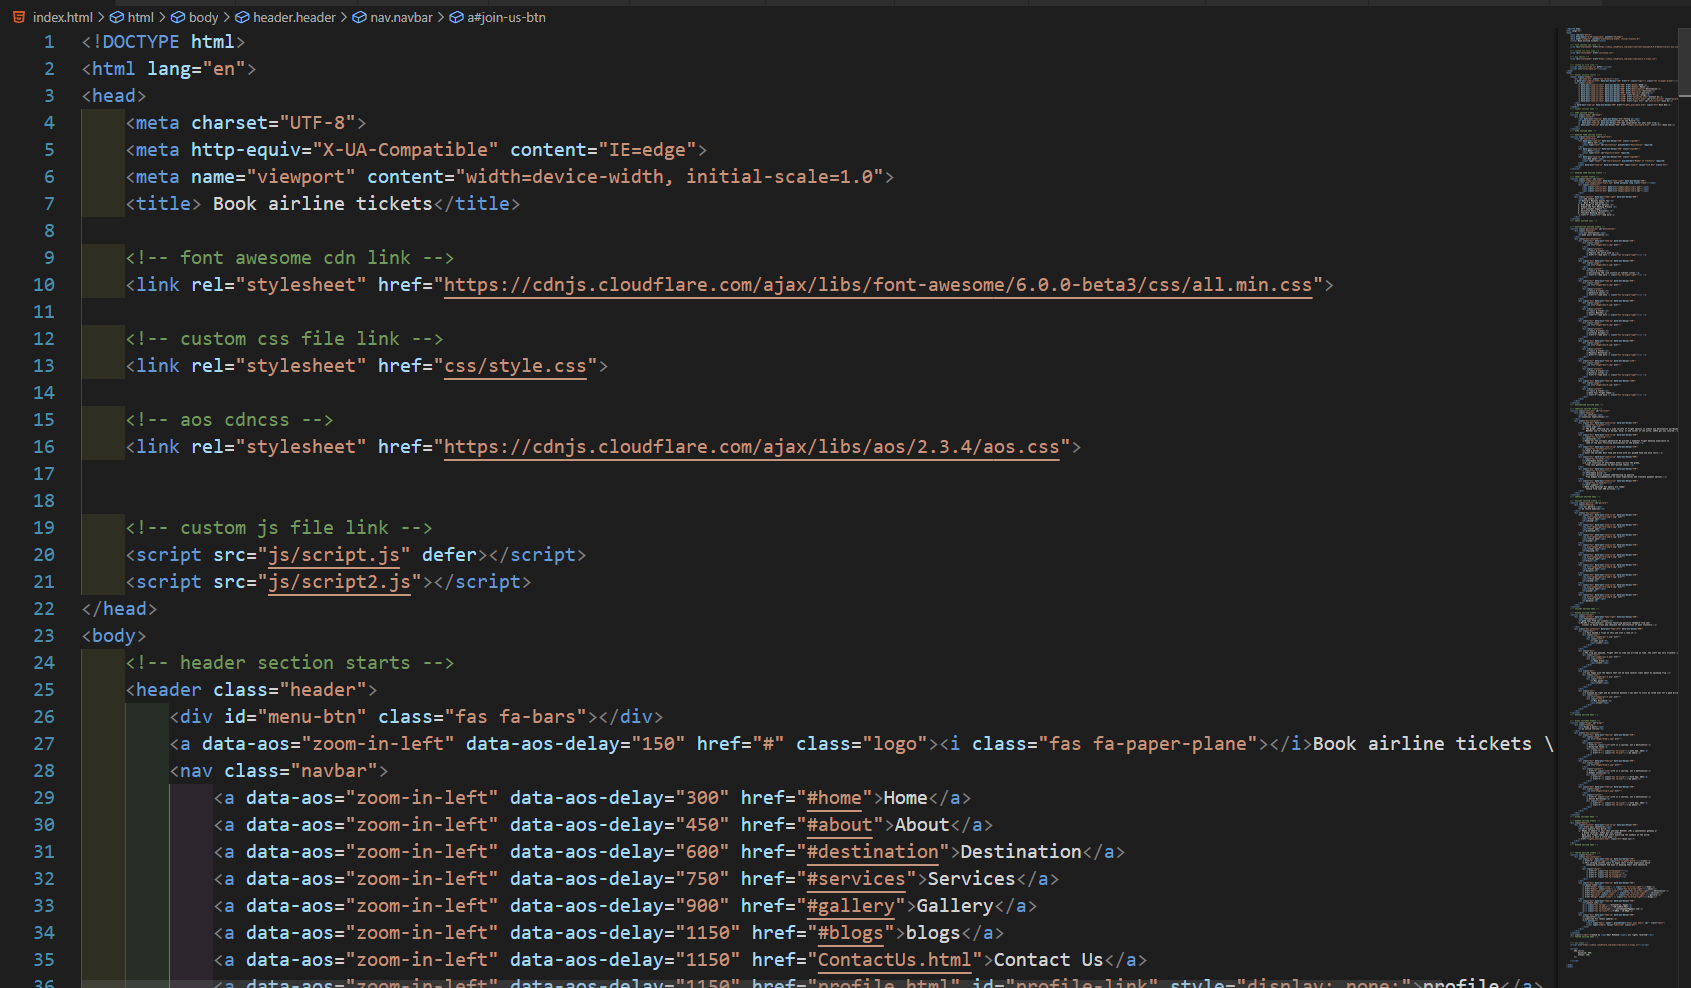 index.html > html > body > header.header > nav.navbar > a#join-us-btn
1 <!DOCTYPE html>
2 <html lang="en">
3 <head>
4 <meta charset="UTF-8">
5 <meta http-equiv="X-UA-Compatible" content="IE=edge">
6 <meta name="viewport" content="width=device-width, initial-scale=1.0">
7 <title> Book airline tickets</title>
8
9 <!-- font awesome cdn link -->
10 <link rel="stylesheet" href="https://cdnjs.cloudflare.com/ajax/libs/font-awesome/6.0.0-beta3/css/all.min.css">
11
12 <!-- custom css file link -->
13 <link rel="stylesheet" href="css/style.css">
14
15 <!-- aos cdncss -->
16 <link rel="stylesheet" href="https://cdnjs.cloudflare.com/ajax/libs/aos/2.3.4/aos.css">
17
18
19 <!-- custom js file link -->
20 <script src="js/script.js" defer></script>
21 <script src="js/script2.js"></script>
22 </head>
23 <body>
24 <!-- header section starts -->
25 <header class="header">
26 <div id="menu-btn" class="fas fa-bars"></div>
27 <a data-aos="zoom-in-left" data-aos-delay="150" href="#" class="logo"><i class="fas fa-paper-plane"></i>Book airline tickets \
28 <nav class="navbar">
29 <a data-aos="zoom-in-left" data-aos-delay="300" href="#home">Home</a>
30 <a data-aos="zoom-in-left" data-aos-delay="450" href="#about">About</a>
31 <a data-aos="zoom-in-left" data-aos-delay="600" href="#destination">Destination</a>
32 <a data-aos="zoom-in-left" data-aos-delay="750" href="#services">Services</a>
33 <a data-aos="zoom-in-left" data-aos-delay="900" href="#gallery">Gallery</a>
34 <a data-aos="zoom-in-left" data-aos-delay="1150" href="#blogs">blogs</a>
35 <a data-aos="zoom-in-left" data-aos-delay="1150" href="ContactUs.html">Contact Us</a>
36 <a data-aos="zoom-in-left" data-aos-delay="1150" href="profile.html" id="profile-link" style="display: none;">profile</a>